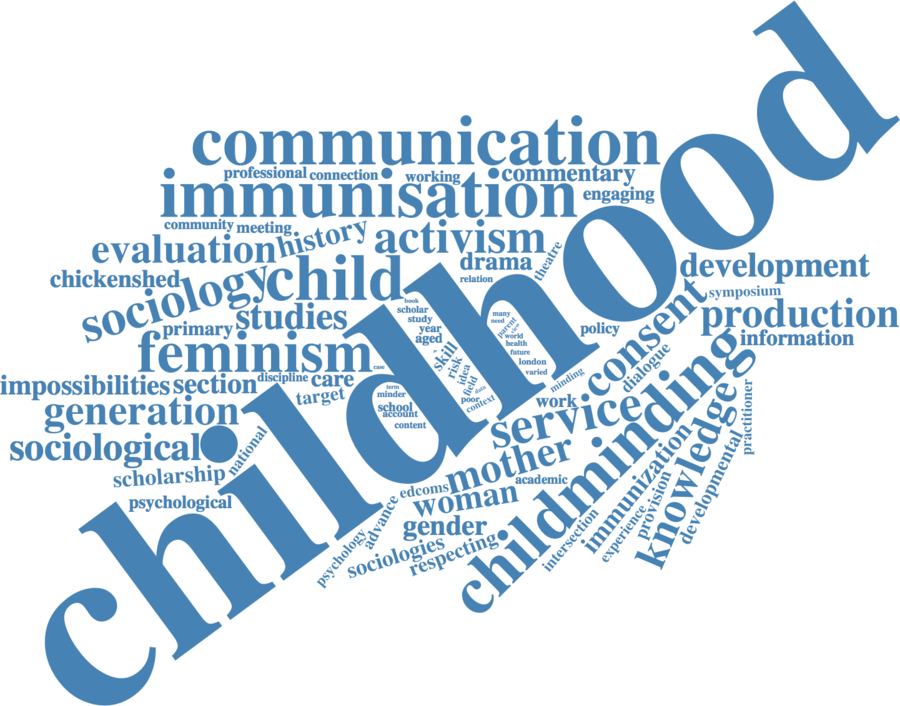 childhood
communication
professional
connection
working
commentary
immunisation
engaging
community
meeting
history
activism
evaluation
drama
theatre
relation
chickenshed
sociology
child
development
symposium
book
scholar
study
year
aged
many
need
parent
view
world
health
future
london
varied
primary
studies
policy
consent
production
information
feminism
case
skill
risk
idea
field
data
poor
context
minding
dialogue
impossibilities
section
discipline
care
target
term
minder
school
account
content
work
service
childminding
generation
sociological
national
scholarship
mother
academic
knowledge
practitioner
immunization
provision
developmental
psychological
edcoms
woman
advance
gender
psychology
sociologies
respecting
intersection
experience